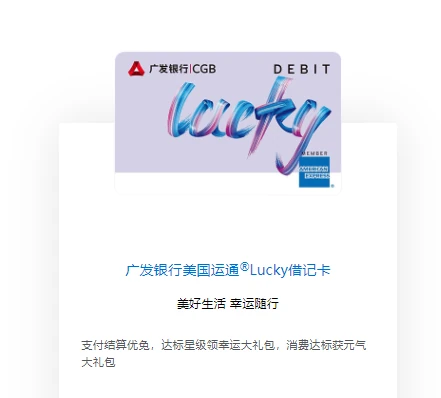 广发银行|CGB DEBIT
lucky
MEMBER
AMERICAN
EXPRESS
®
广发银行美国运通®Lucky借记卡
美好生活 幸运随行
支付结算优免，达标星级领幸运大礼包，消费达标获元气
大礼包